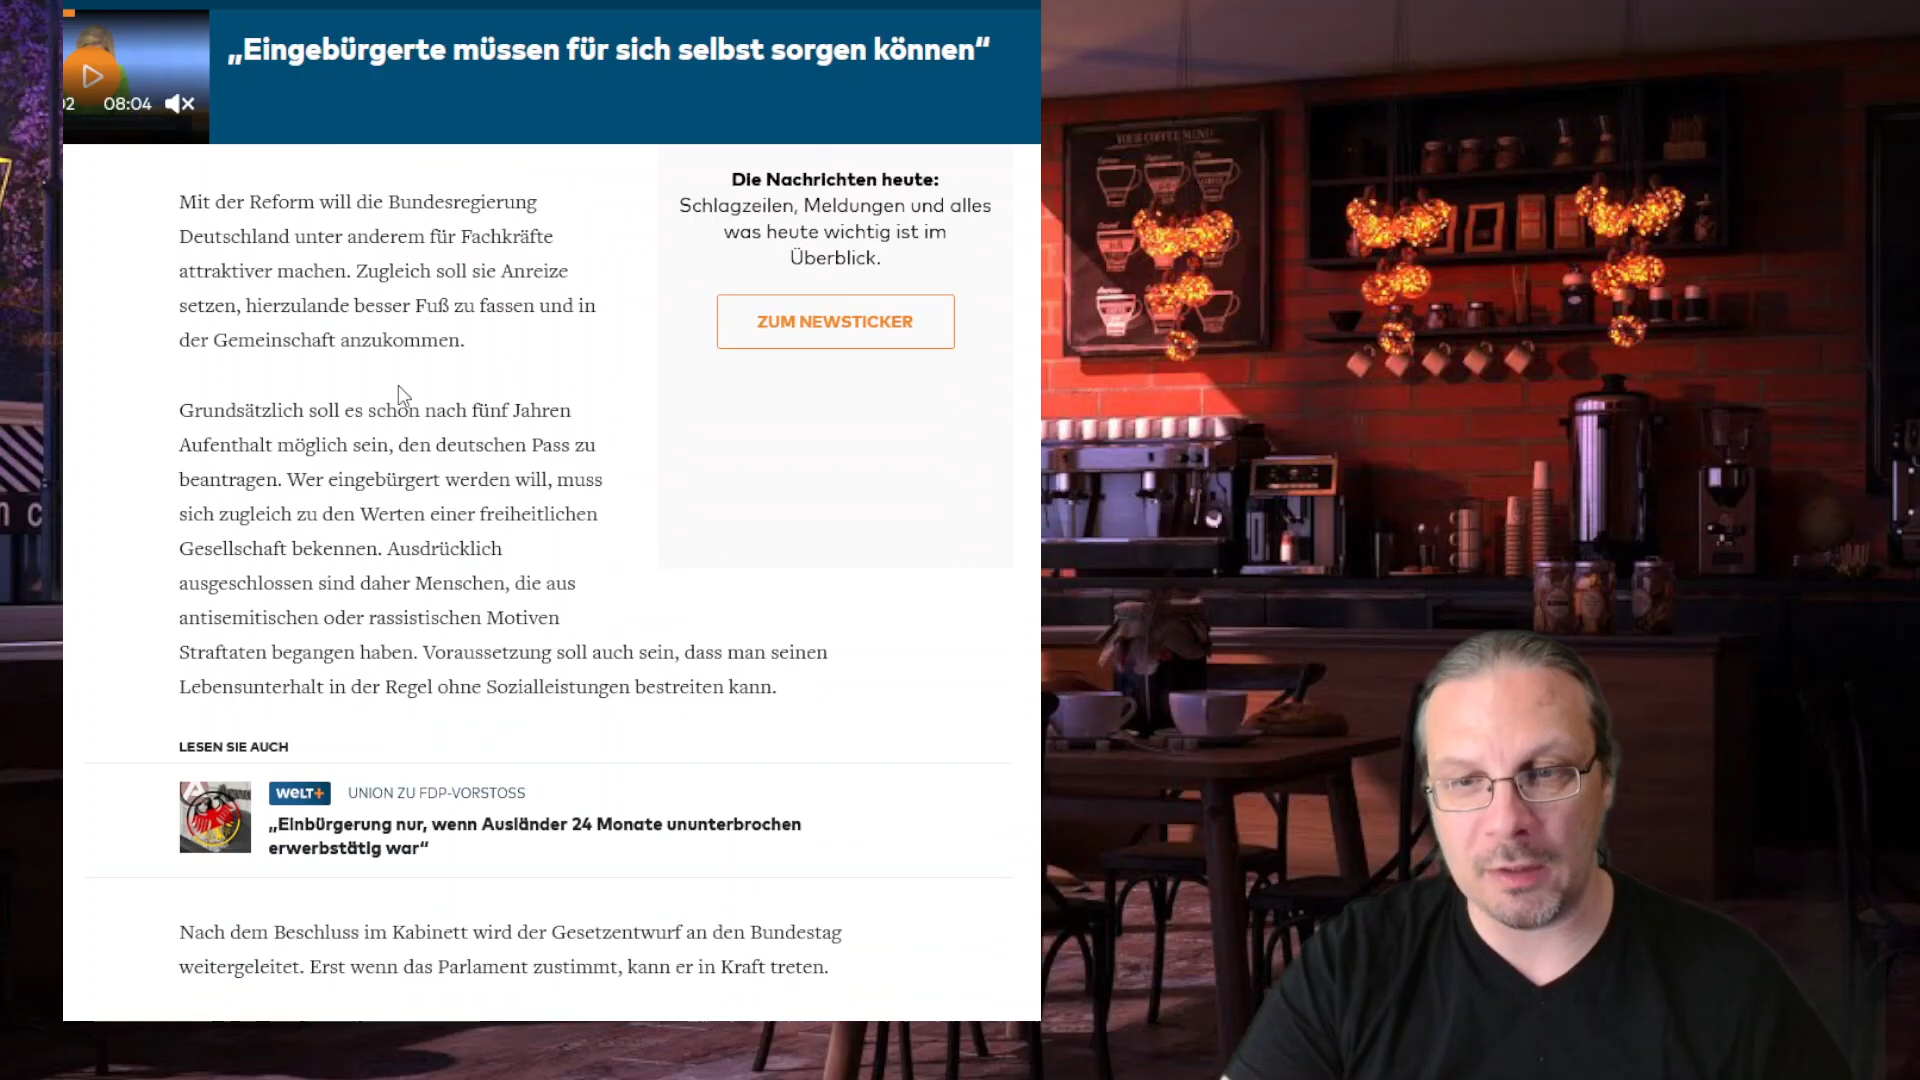 „Eingebürgerte müssen für sich selbst sorgen können“
02 08:04
Mit der Reform will die Bundesregierung
Deutschland unter anderem für Fachkräfte
attraktiver machen. Zugleich soll sie Anreize
setzen, hierzulande besser Fuß zu fassen und in
der Gemeinschaft anzukommen.
Grundsätzlich soll es schon nach fünf Jahren
Aufenthalt möglich sein, den deutschen Pass zu
beantragen. Wer eingebürgert werden will, muss
sich zugleich zu den Werten einer freiheitlichen
Gesellschaft bekennen. Ausdrücklich
ausgeschlossen sind daher Menschen, die aus
antisemitischen oder rassistischen Motiven
Straftaten begangen haben. Voraussetzung soll auch sein, dass man seinen
Lebensunterhalt in der Regel ohne Sozialleistungen bestreiten kann.
Die Nachrichten heute:
Schlagzeilen, Meldungen und alles
was heute wichtig ist im
Überblick.
ZUM NEWSTICKER
LESEN SIE AUCH
WELT+ UNION ZU FDP-VORSTOSS
„Einbürgerung nur, wenn Ausländer 24 Monate ununterbrochen
erwerbstätig war“
Nach dem Beschluss im Kabinett wird der Gesetzentwurf an den Bundestag
weitergeleitet. Erst wenn das Parlament zustimmt, kann er in Kraft treten.
YOUR COFFEE MENU